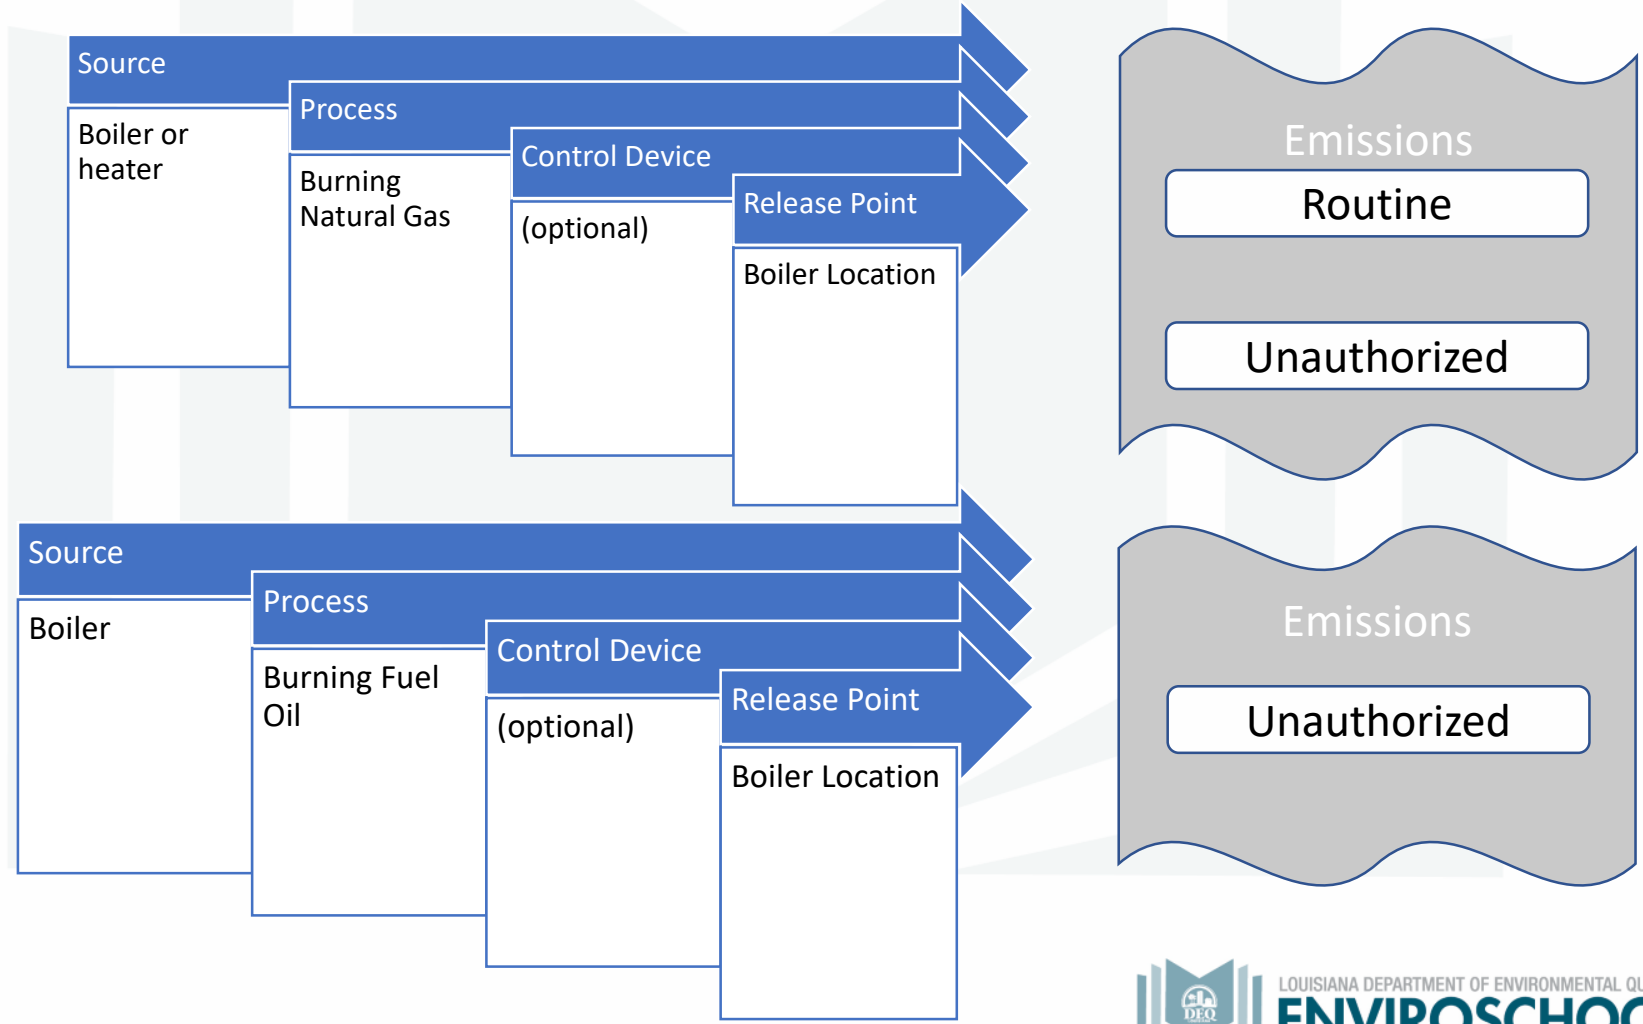 Source
Boiler or
heater
Process
Burning
Natural Gas
Control Device
(optional)
Release Point
Boiler Location
Emissions
Routine
Unauthorized
Source
Boiler
Process
Burning Fuel
Oil
Control Device
(optional)
Release Point
Boiler Location
Emissions
Unauthorized
DEQ
LOUISIANA DEPARTMENT OF ENVIRONMENTAL QU
ENVIROSCHOO